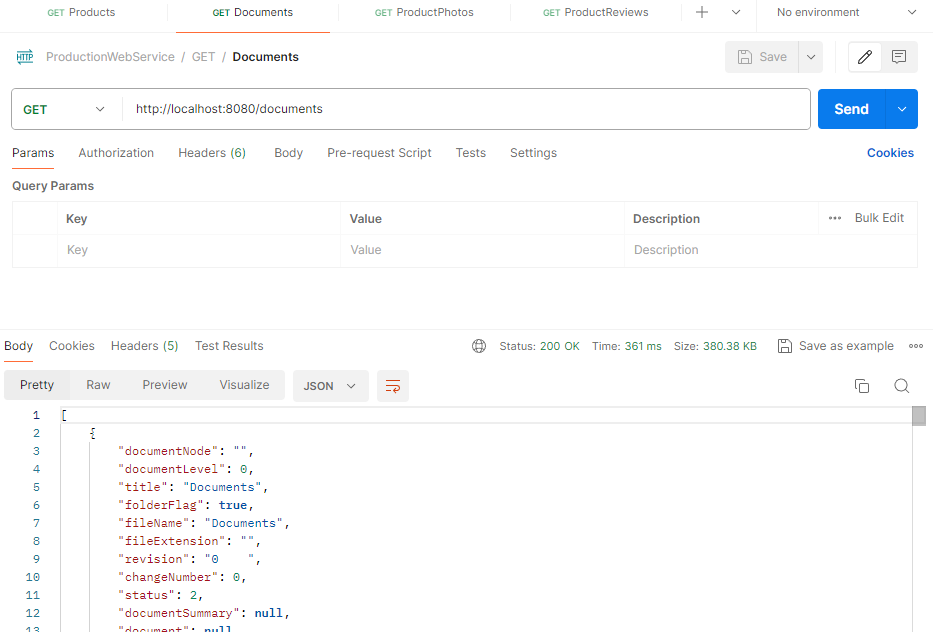 GET Products GET Documents GET ProductPhotos GET ProductReviews No environment
HTTP ProductionWebService / GET / Documents Save
GET http://localhost:8080/documents Send
Params Authorization Headers (6) Body Pre-request Script Tests Settings Cookies
Query Params
Key Value Description ••• Bulk Edit
Key Value Description
Body Cookies Headers (5) Test Results Status: 200 OK Time: 361 ms Size: 380.38 KB Save as example
Pretty Raw Preview Visualize JSON
1 [
2 {
3 "documentNode": "",
4 "documentLevel": 0,
5 "title": "Documents",
6 "folderFlag": true,
7 "fileName": "Documents",
8 "fileExtension": "",
9 "revision": "0    ",
10 "changeNumber": 0,
11 "status": 2,
12 "documentSummary": null,
13 "document": null